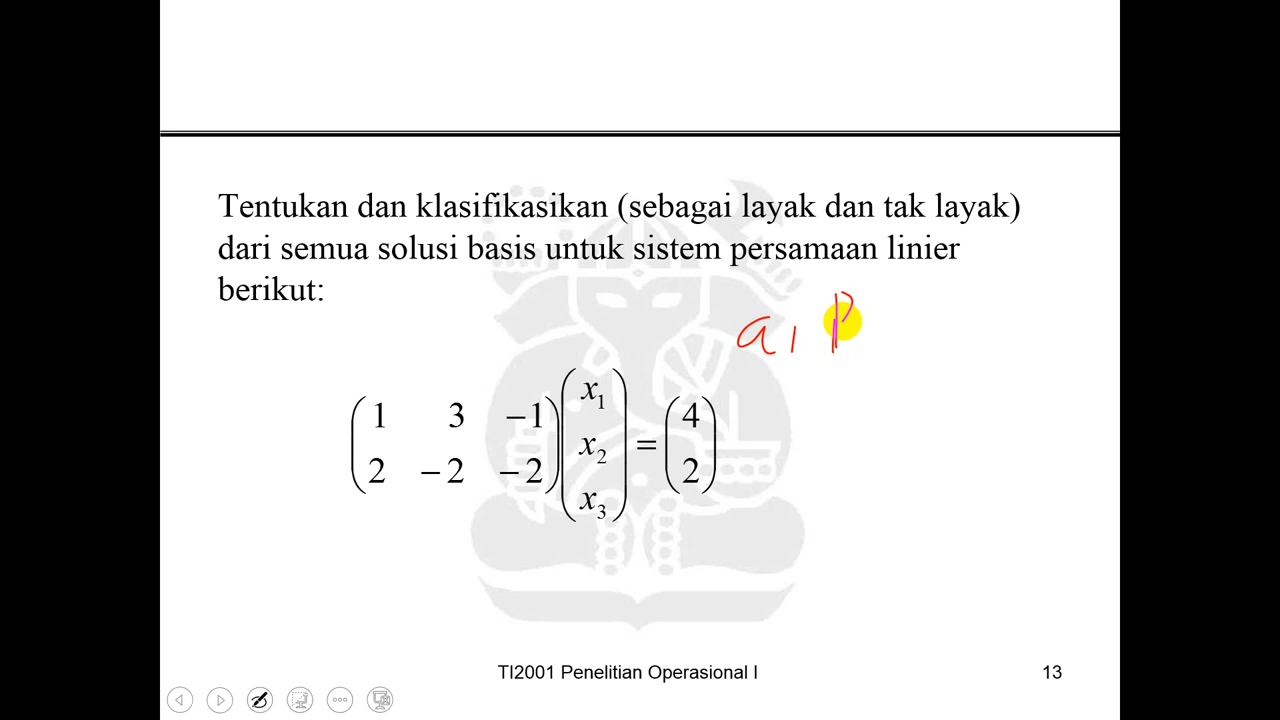 Tentukan dan klasifikasikan (sebagai layak dan tak layak)
dari semua solusi basis untuk sistem persamaan linier
berikut:
a, P
( 1 3 −1 ) ( x₁ ) = ( 4 )
( 2 −2 −2 ) ( x₂ ) ( 2 )
( x₃ )
TI2001 Penelitian Operasional I
13